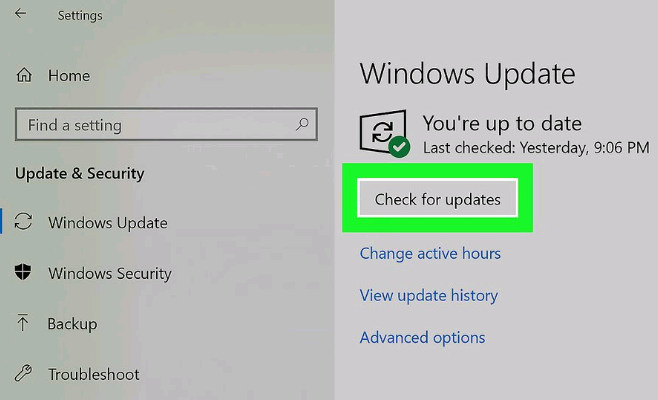 Settings
Home
Find a setting
Update & Security
Windows Update
Windows Security
Backup
Troubleshoot
Windows Update
You're up to date
Last checked: Yesterday, 9:06 PM
Check for updates
Change active hours
View update history
Advanced options